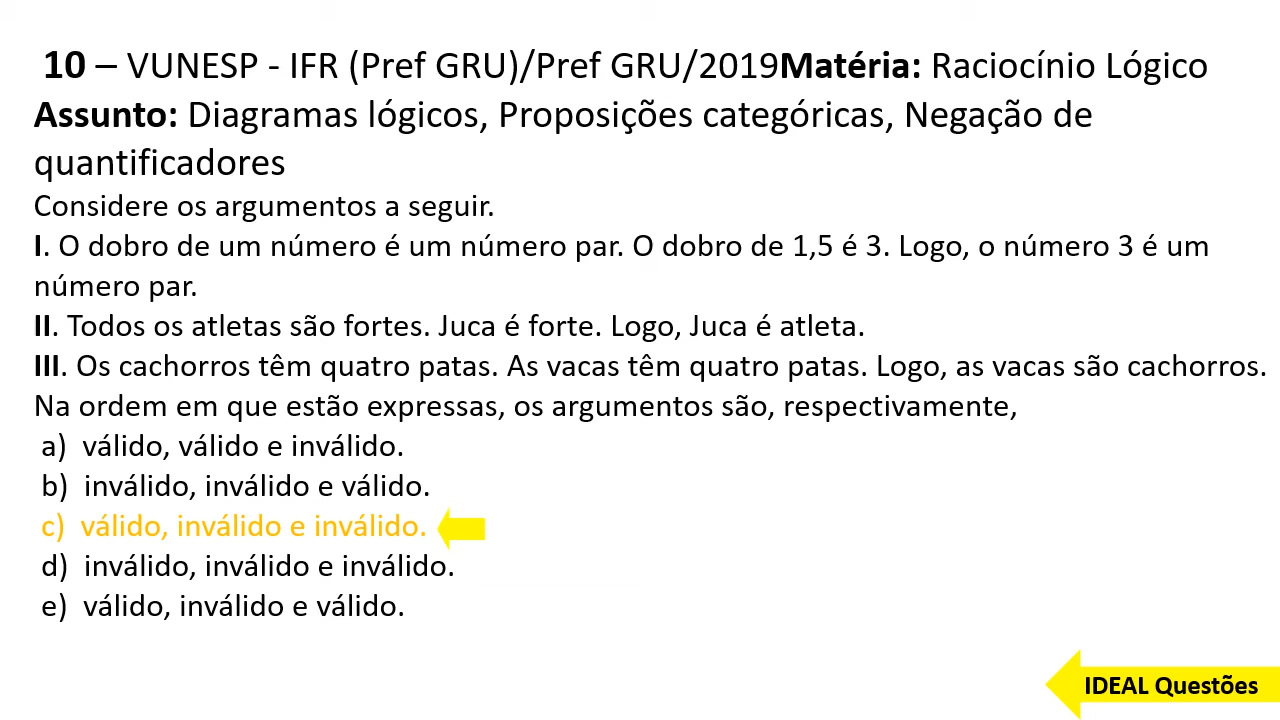 10 – VUNESP - IFR (Pref GRU)/Pref GRU/2019Matéria: Raciocínio Lógico
Assunto: Diagramas lógicos, Proposições categóricas, Negação de
quantificadores
Considere os argumentos a seguir.
I. O dobro de um número é um número par. O dobro de 1,5 é 3. Logo, o número 3 é um
número par.
II. Todos os atletas são fortes. Juca é forte. Logo, Juca é atleta.
III. Os cachorros têm quatro patas. As vacas têm quatro patas. Logo, as vacas são cachorros.
Na ordem em que estão expressas, os argumentos são, respectivamente,
a) válido, válido e inválido.
b) inválido, inválido e válido.
c) válido, inválido e inválido.
d) inválido, inválido e inválido.
e) válido, inválido e válido.
IDEAL Questões